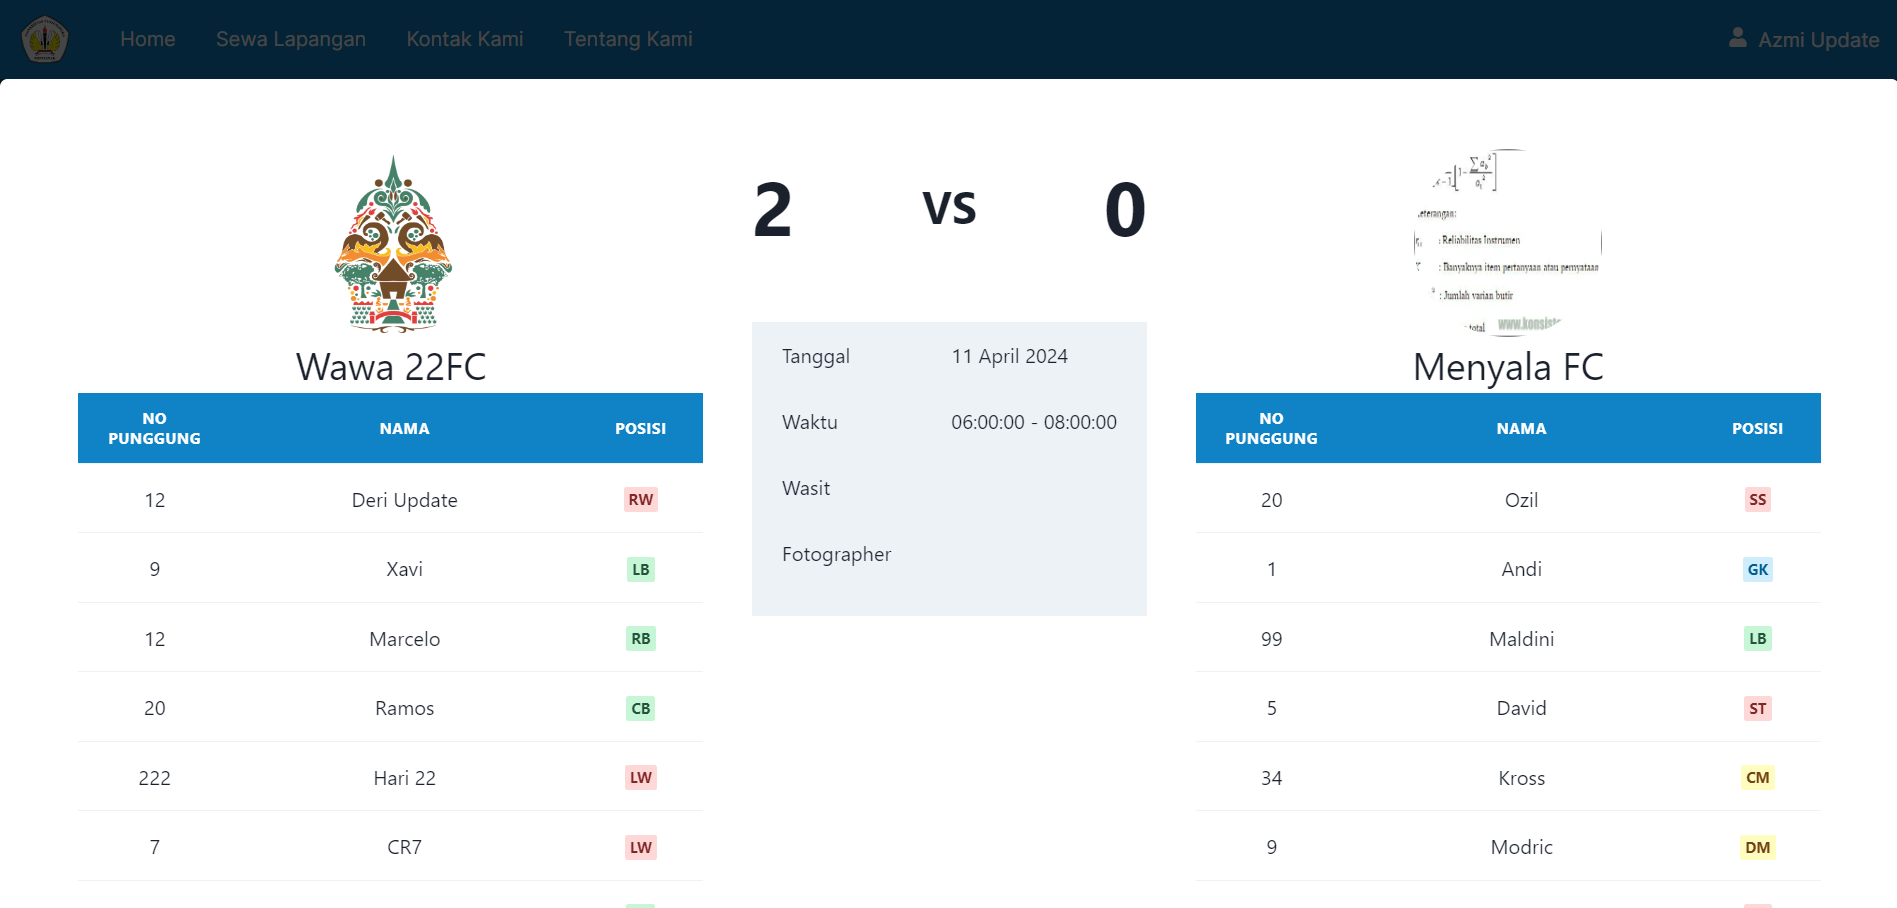 Home Sewa Lapangan Kontak Kami Tentang Kami Azmi Update
2 VS 0
Wawa 22FC
NO PUNGGUNG NAMA POSISI
12 Deri Update RW
9 Xavi LB
12 Marcelo RB
20 Ramos CB
222 Hari 22 LW
7 CR7 LW
Tanggal 11 April 2024
Waktu 06:00:00 - 08:00:00
Wasit
Fotographer
: Reliabilitas Instrumen
: Banyaknya item pertanyaan atau pernyataan
: Jumlah varian butir
total
Menyala FC
NO PUNGGUNG NAMA POSISI
20 Ozil SS
1 Andi GK
99 Maldini LB
5 David ST
34 Kross CM
9 Modric DM